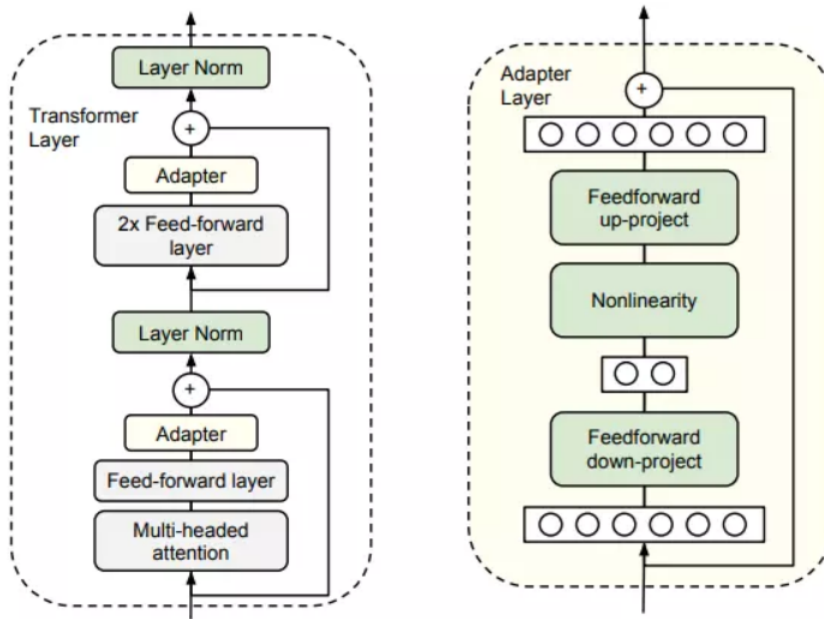 Layer Norm
Transformer
Layer
+
Adapter
2x Feed-forward
layer
Layer Norm
+
Adapter
Feed-forward layer
Multi-headed
attention
Adapter
Layer
+
Feedforward
up-project
Nonlinearity
Feedforward
down-project